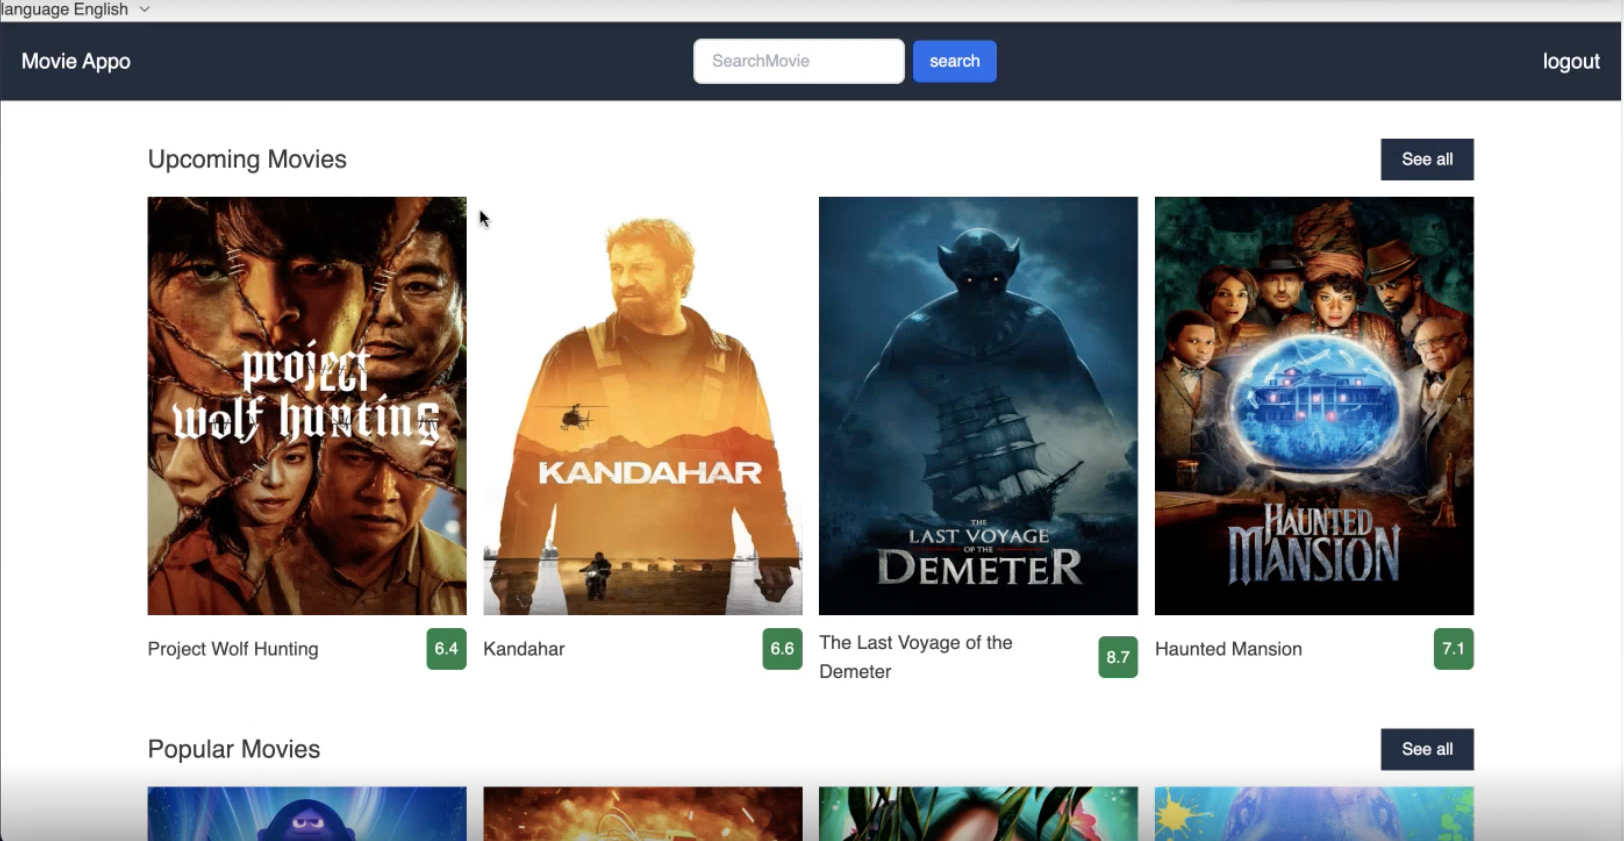 language English
Movie Appo
SearchMovie
search
logout
Upcoming Movies
See all
project
wolf hunting
KANDAHAR
THE
LAST VOYAGE
OF THE
DEMETER
HAUNTED
MANSION
Project Wolf Hunting
6.4
Kandahar
6.6
The Last Voyage of the
Demeter
8.7
Haunted Mansion
7.1
Popular Movies
See all